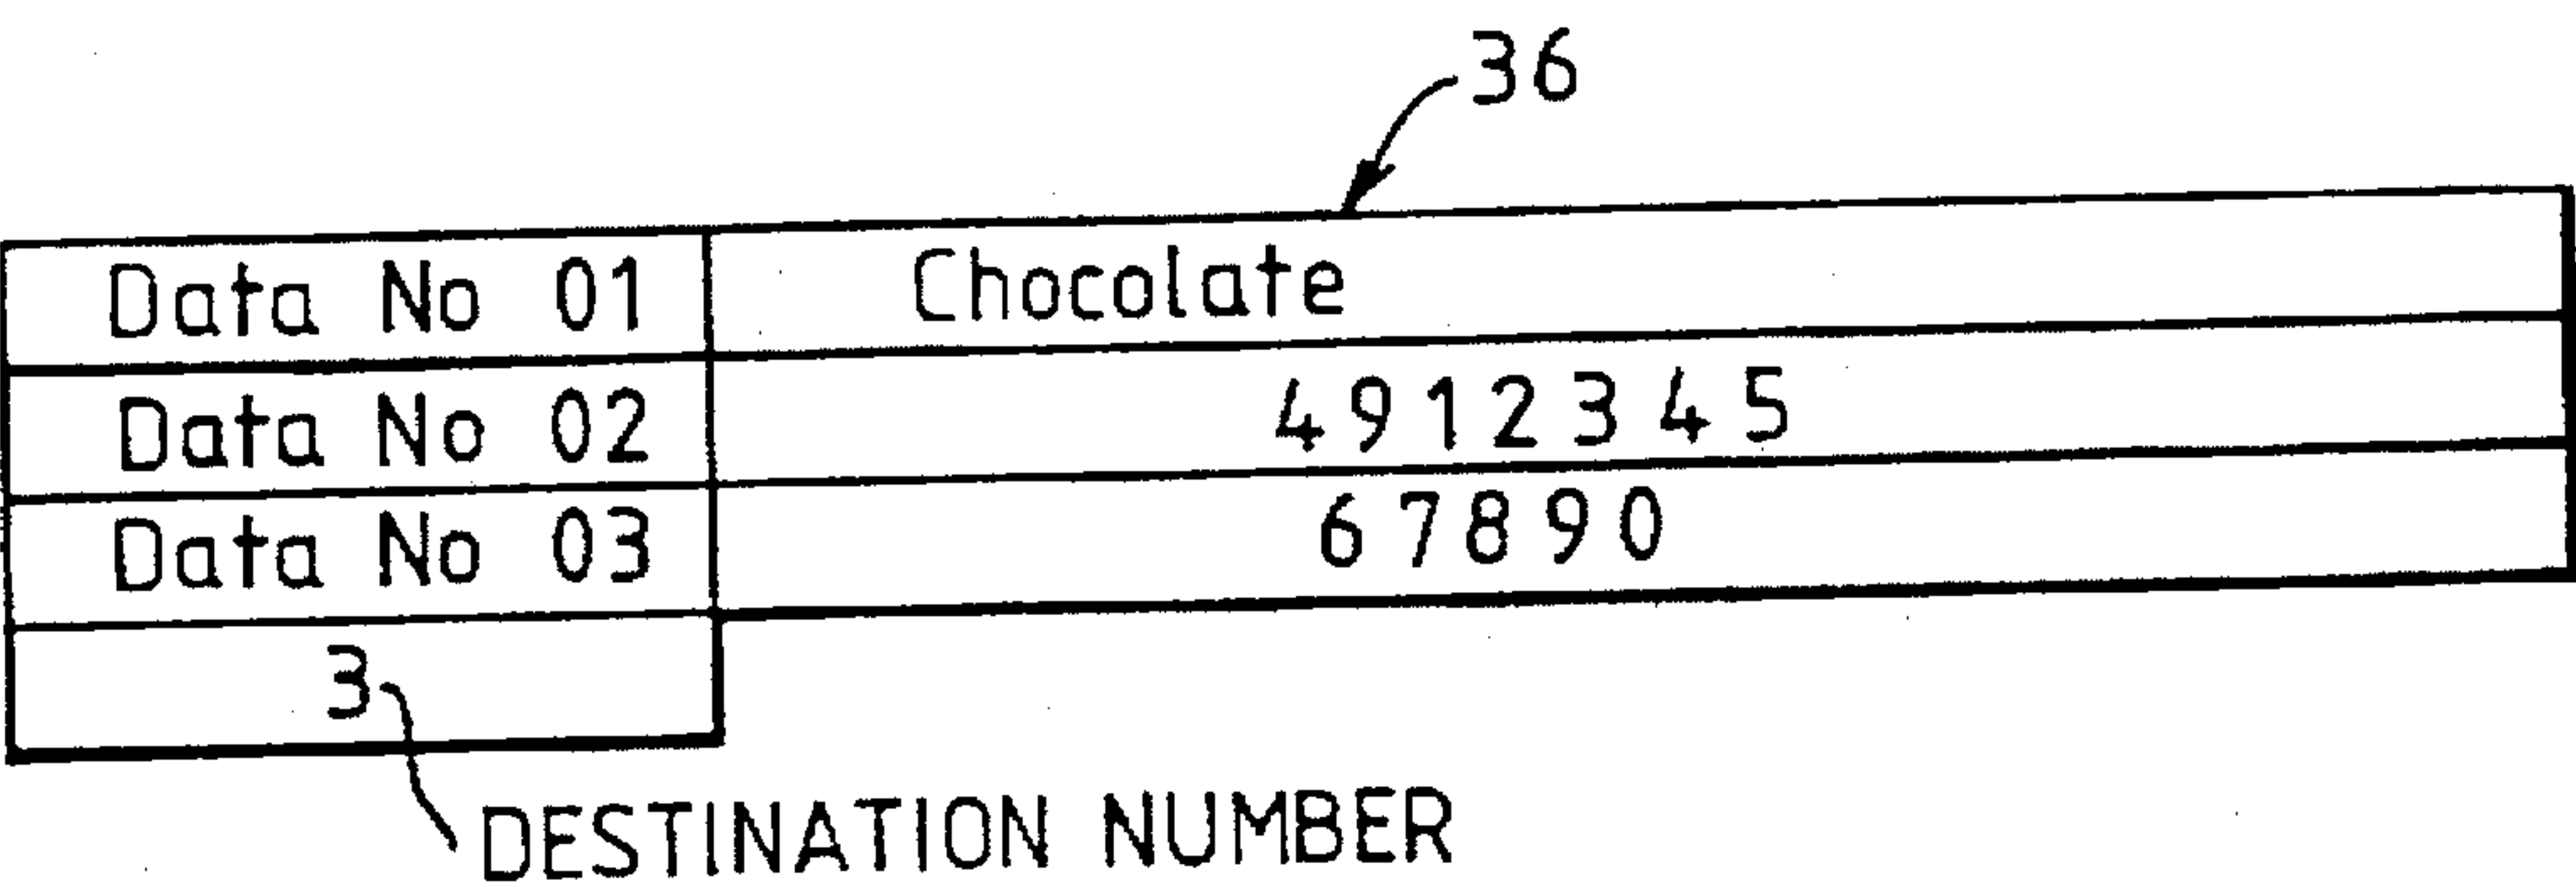 36
Data No 01 Chocolate
Data No 02 4912345
Data No 03 67890
3
DESTINATION NUMBER